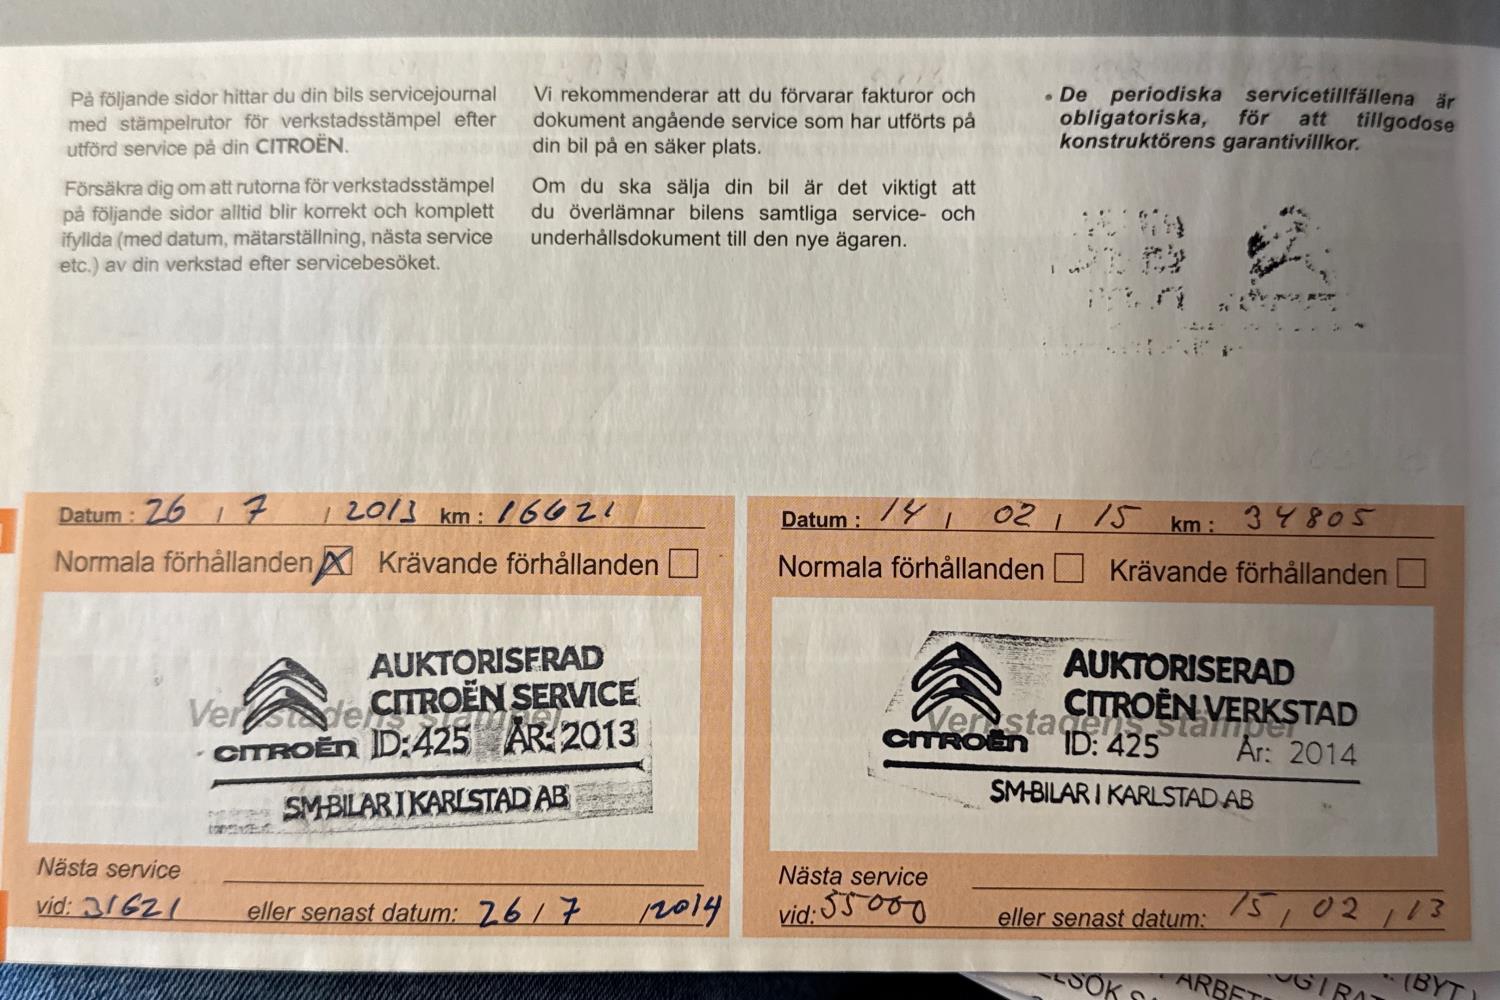 På följande sidor hittar du din bils servicejournal
med stämpelrutor för verkstadsstämpel efter
utförd service på din CITROËN.
Försäkra dig om att rutorna för verkstadsstämpel
på följande sidor alltid blir korrekt och komplett
ifyllda (med datum, mätarställning, nästa service
etc.) av din verkstad efter servicebesöket.
Vi rekommenderar att du förvarar fakturor och
dokument angående service som har utförts på
din bil på en säker plats.
Om du ska sälja din bil är det viktigt att
du överlämnar bilens samtliga service- och
underhållsdokument till den nye ägaren.
• De periodiska servicetillfällena är
obligatoriska, för att tillgodose
konstruktörens garantivillkor.
Datum : 26 / 7 / 2013 km : 16621
Normala förhållanden X Krävande förhållanden
Verkstadens stämpel
AUKTORISERAD
CITROËN SERVICE
CITROËN ID:425 ÅR: 2013
SM-BILAR I KARLSTAD AB
Nästa service
vid: 31621 eller senast datum: 26 / 7 / 2014
Datum : 14 / 02 / 15 km : 34805
Normala förhållanden Krävande förhållanden
Verkstadens stämpel
AUKTORISERAD
CITROËN VERKSTAD
CITROËN ID: 425 År: 2014
SM-BILAR I KARLSTAD AB
Nästa service
vid: 55000 eller senast datum: 15 / 02 / 13
(BYT